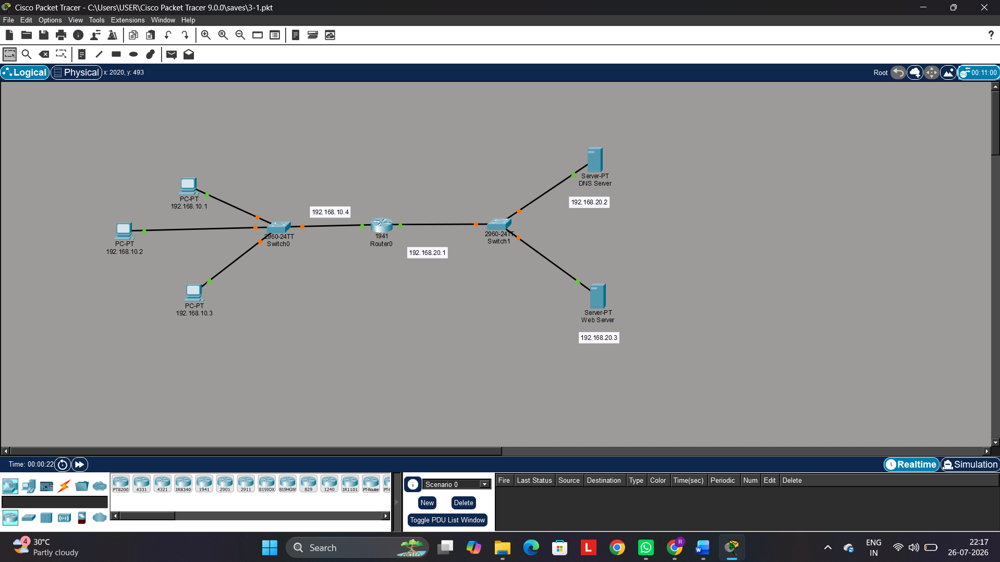 Cisco Packet Tracer - C:\Users\USER\Cisco Packet Tracer 9.0.0\saves\3-1.pkt
File Edit Options View Tools Extensions Window Help
?
Logical Physical x: 2020, y: 493
Root 00:11:00
Server-PT
DNS Server
192.168.20.2
PC-PT
192.168.10.1
192.168.10.4
PC-PT
192.168.10.2
2960-24TT
Switch0
1941
Router0
2960-24TT
Switch1
192.168.20.1
PC-PT
192.168.10.3
Server-PT
Web Server
192.168.20.3
Time: 00:00:22
Realtime Simulation
PT8200 4331 4321 IR8340 1941 2901 2911 819IOX 819HGW 829 1240 IR1101 PT-Router
Scenario 0
New Delete
Toggle PDU List Window
Fire Last Status Source Destination Type Color Time(sec) Periodic Num Edit Delete
4
30°C
Partly cloudy
Search
L
R
W
ENG
IN
22:17
26-07-2026